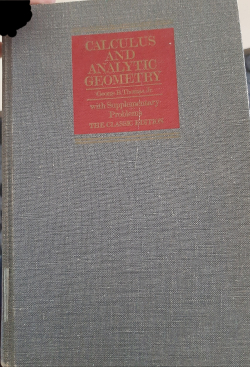 CALCULUS
AND
ANALYTIC
GEOMETRY
George B. Thomas, Jr.
with Supplementary
Problems
THE CLASSIC EDITION